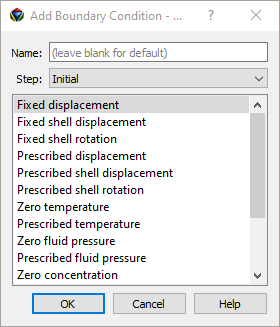 Add Boundary Condition - ...
Name: (leave blank for default)
Step: Initial
Fixed displacement
Fixed shell displacement
Fixed shell rotation
Prescribed displacement
Prescribed shell displacement
Prescribed shell rotation
Zero temperature
Prescribed temperature
Zero fluid pressure
Prescribed fluid pressure
Zero concentration
OK Cancel Help